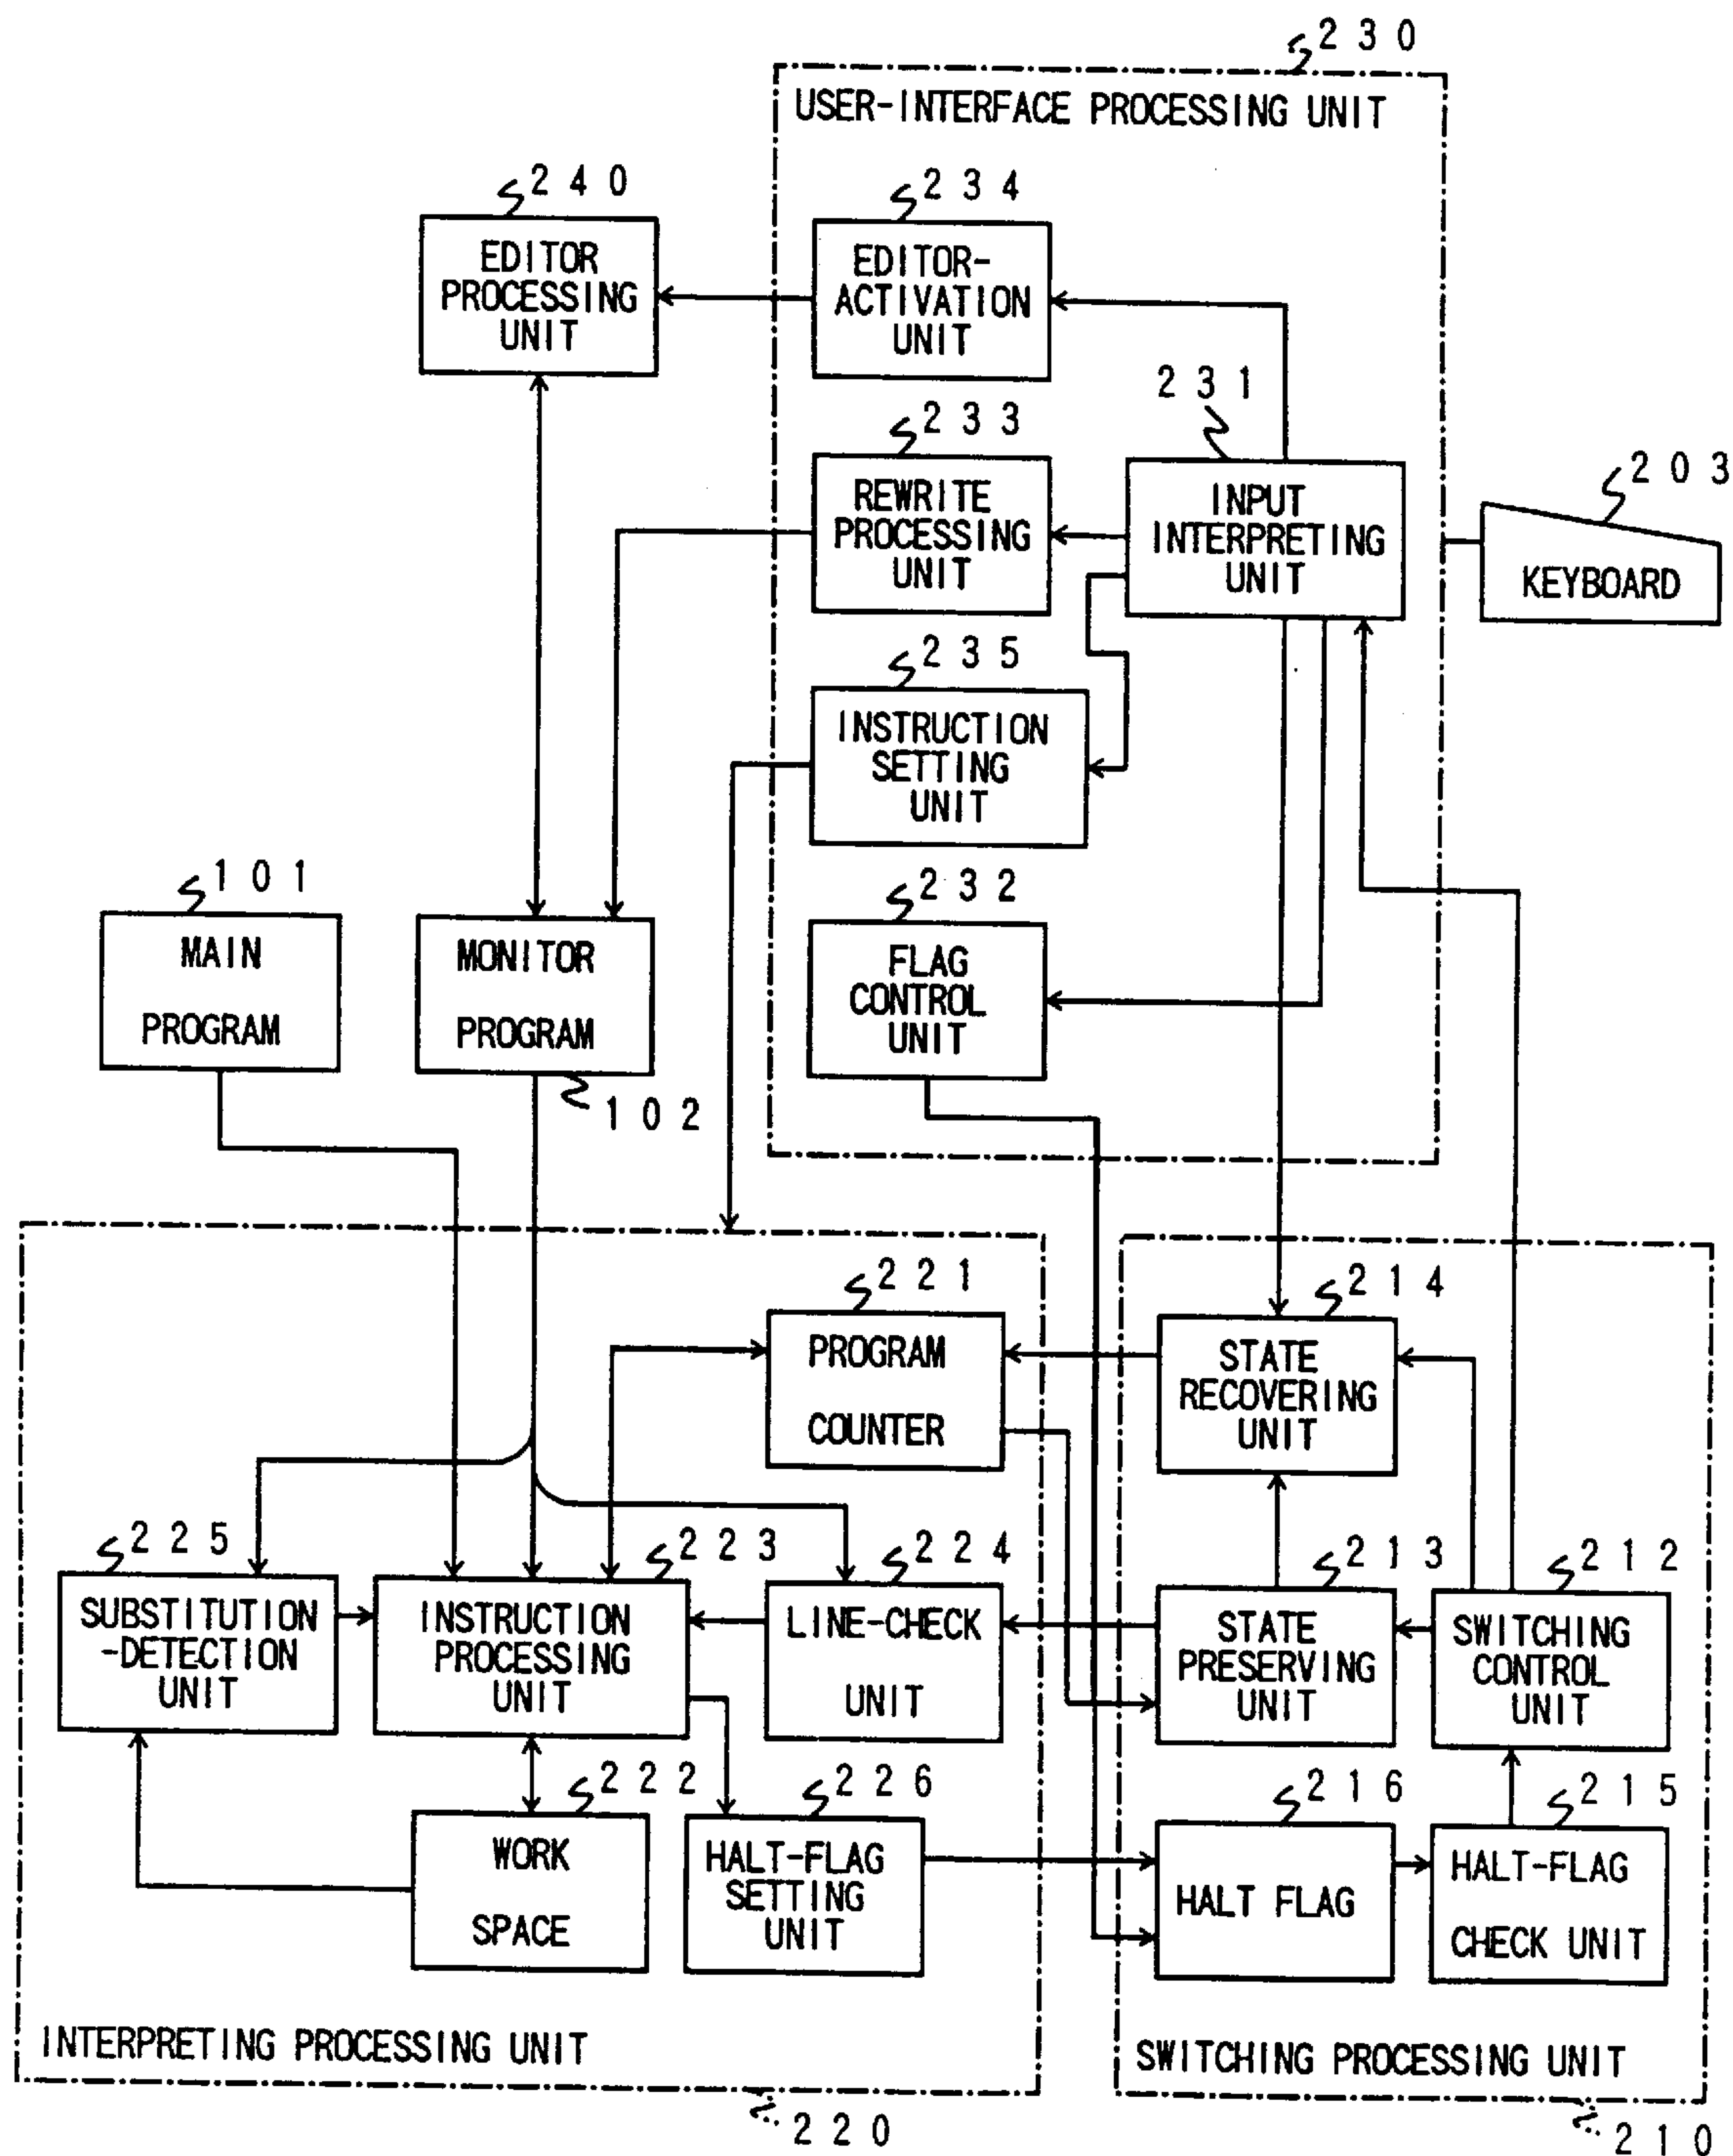 230
USER-INTERFACE PROCESSING UNIT
240
EDITOR
PROCESSING
UNIT
234
EDITOR-
ACTIVATION
UNIT
231
INPUT
INTERPRETING
UNIT
203
KEYBOARD
233
REWRITE
PROCESSING
UNIT
235
INSTRUCTION
SETTING
UNIT
101
MAIN
PROGRAM
MONITOR
PROGRAM
102
232
FLAG
CONTROL
UNIT
221
PROGRAM
COUNTER
214
STATE
RECOVERING
UNIT
225
SUBSTITUTION
-DETECTION
UNIT
223
INSTRUCTION
PROCESSING
UNIT
224
LINE-CHECK
UNIT
213
STATE
PRESERVING
UNIT
212
SWITCHING
CONTROL
UNIT
222
WORK
SPACE
226
HALT-FLAG
SETTING
UNIT
216
HALT FLAG
215
HALT-FLAG
CHECK UNIT
INTERPRETING PROCESSING UNIT
220
SWITCHING PROCESSING UNIT
210